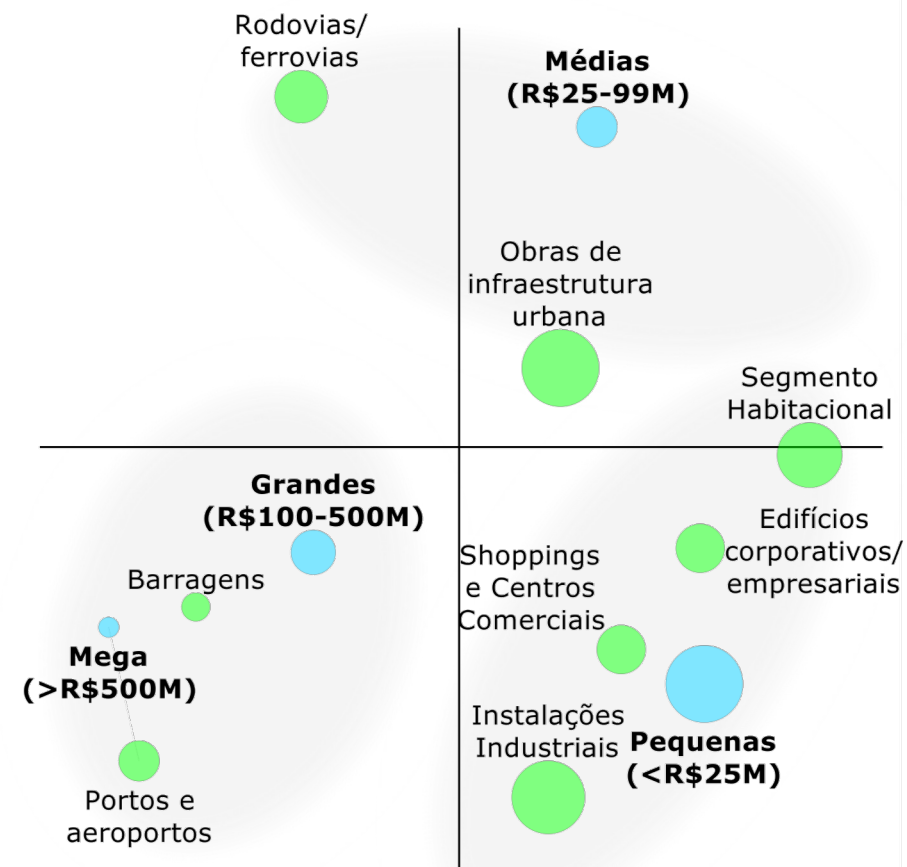 Rodovias/
ferrovias
Médias
(R$25-99M)
Obras de
infraestrutura
urbana
Segmento
Habitacional
Grandes
(R$100-500M)
Edifícios
corporativos/
empresariais
Shoppings
e Centros
Comerciais
Barragens
Mega
(>R$500M)
Instalações
Industriais
Pequenas
(<R$25M)
Portos e
aeroportos